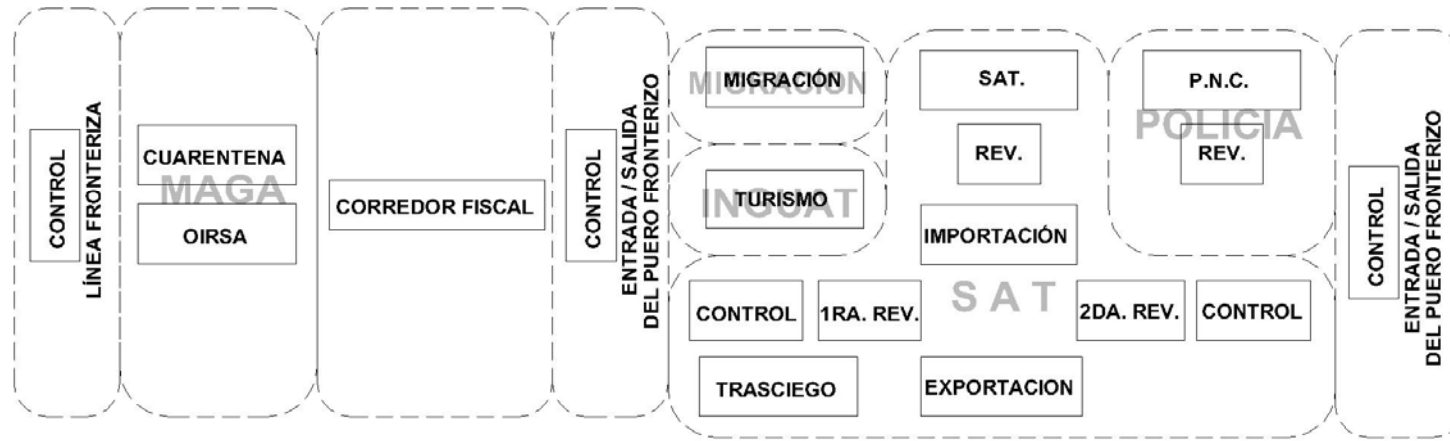 CONTROL
LÍNEA FRONTERIZA
CUARENTENA
MAGA
OIRSA
CORREDOR FISCAL
CONTROL
ENTRADA / SALIDA
DEL PUERO FRONTERIZO
MIGRACIÓN
MIGRACION
TURISMO
INGUAT
SAT.
REV.
IMPORTACIÓN
P.N.C.
POLICIA
REV.
S A T
CONTROL
1RA. REV.
2DA. REV.
CONTROL
TRASCIEGO
EXPORTACION
CONTROL
ENTRADA / SALIDA
DEL PUERO FRONTERIZO